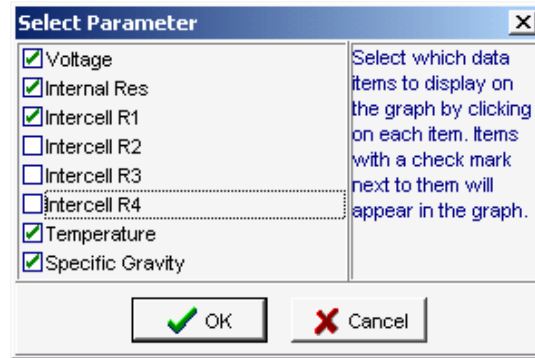 Select Parameter
Voltage
Internal Res
Intercell R1
Intercell R2
Intercell R3
Intercell R4
Temperature
Specific Gravity
Select which data
items to display on
the graph by clicking
on each item. Items
with a check mark
next to them will
appear in the graph.
OK
Cancel